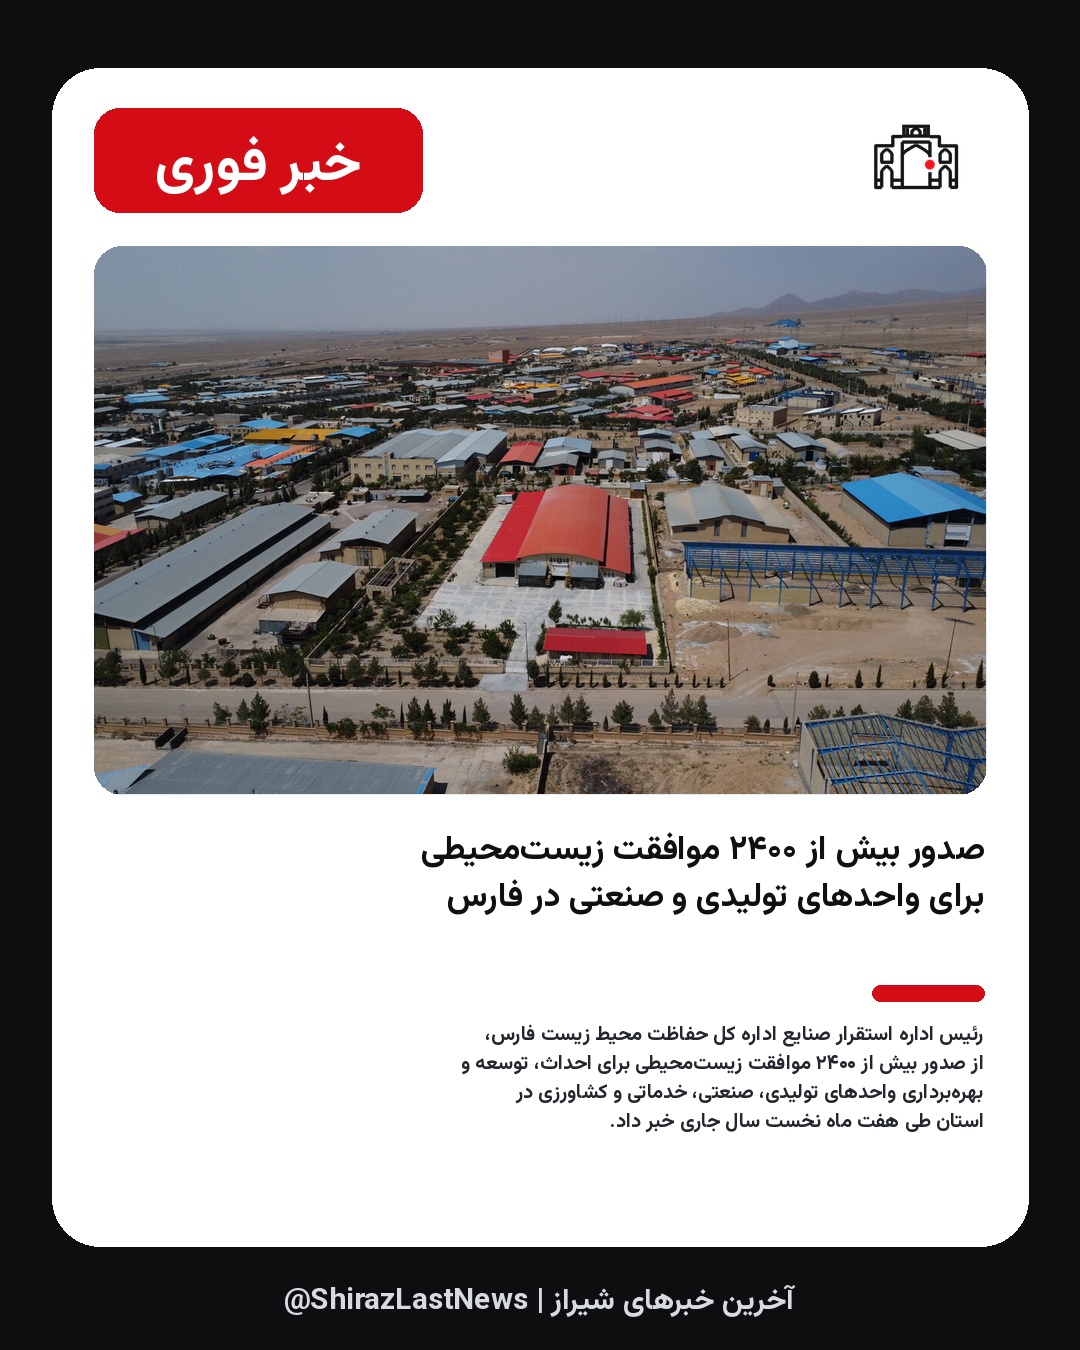 خبر فوری
صدور بیش از ۲۴۰۰ موافقت زیست‌محیطی
برای واحدهای تولیدی و صنعتی در فارس
رئیس اداره استقرار صنایع اداره کل حفاظت محیط زیست فارس،
از صدور بیش از ۲۴۰۰ موافقت زیست‌محیطی برای احداث، توسعه و
بهره‌برداری واحدهای تولیدی، صنعتی، خدماتی و کشاورزی در
استان طی هفت ماه نخست سال جاری خبر داد.
آخرین خبرهای شیراز | @ShirazLastNews